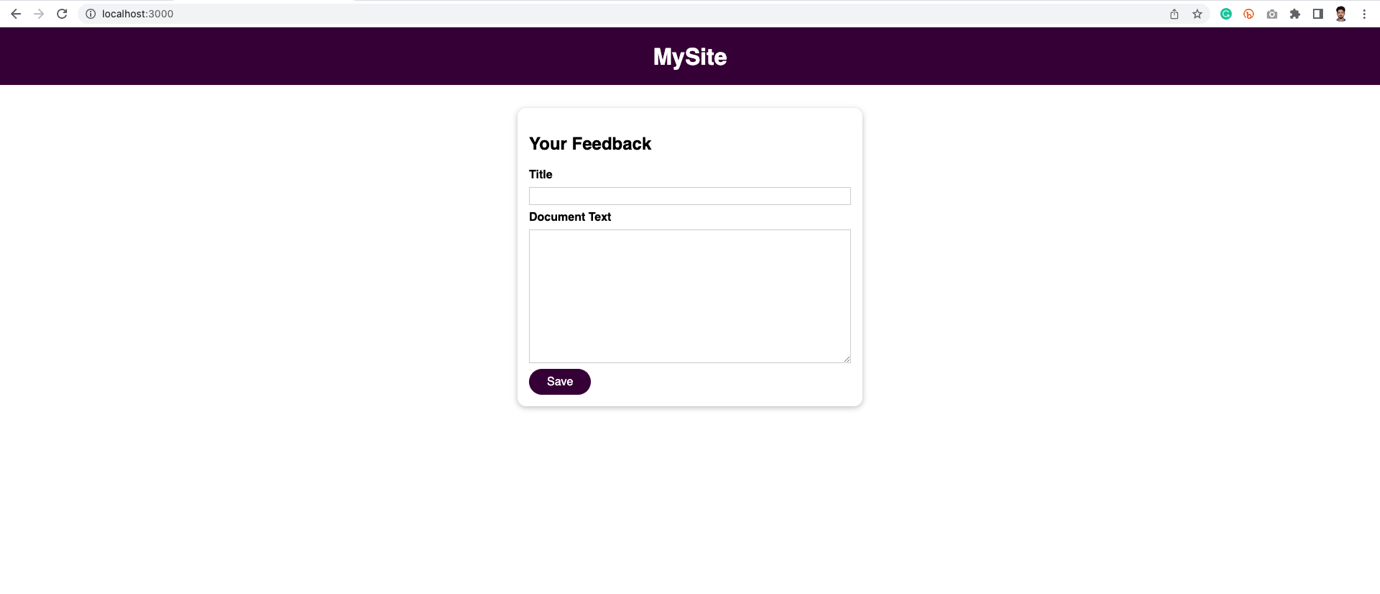 localhost:3000
MySite
Your Feedback
Title
Document Text
Save